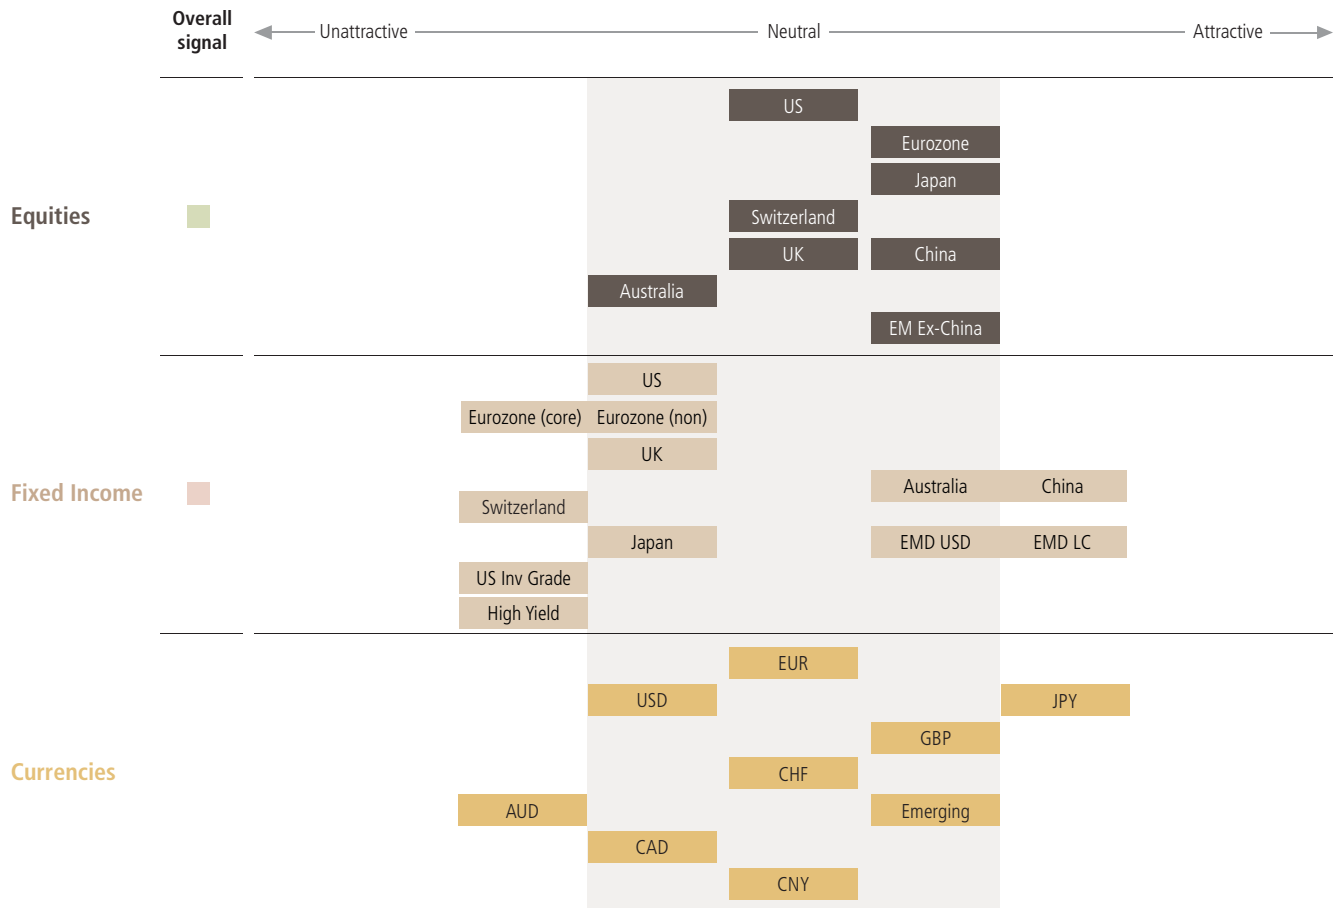 Overall
signal
Unattractive
Neutral
Attractive
Equities
US
Eurozone
Japan
Switzerland
UK
China
Australia
EM Ex-China
Fixed Income
US
Eurozone (core)
Eurozone (non)
UK
Australia
China
Switzerland
Japan
EMD USD
EMD LC
US Inv Grade
High Yield
Currencies
EUR
USD
JPY
GBP
CHF
AUD
Emerging
CAD
CNY